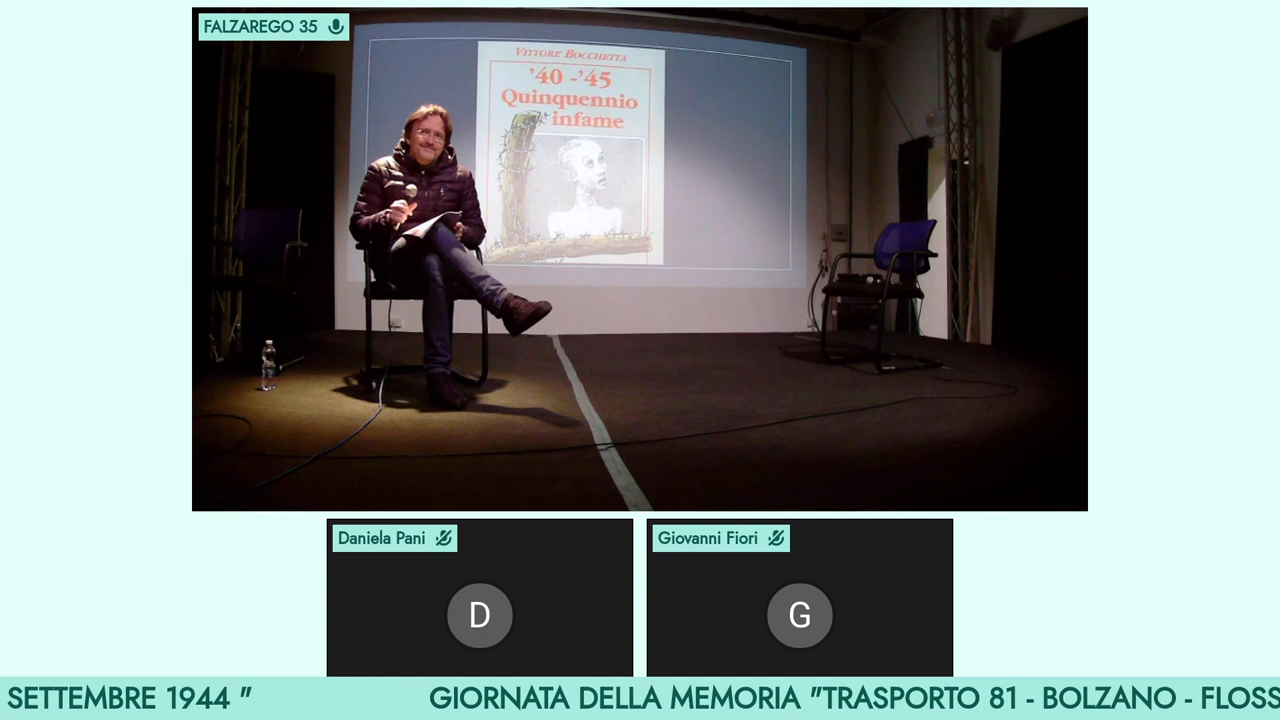 FALZAREGO 35
VITTORE BOCCHETTA
'40 -'45
Quinquennio
infame
Daniela Pani
Giovanni Fiori
D
G
SETTEMBRE 1944 " GIORNATA DELLA MEMORIA "TRASPORTO 81 - BOLZANO - FLOSS